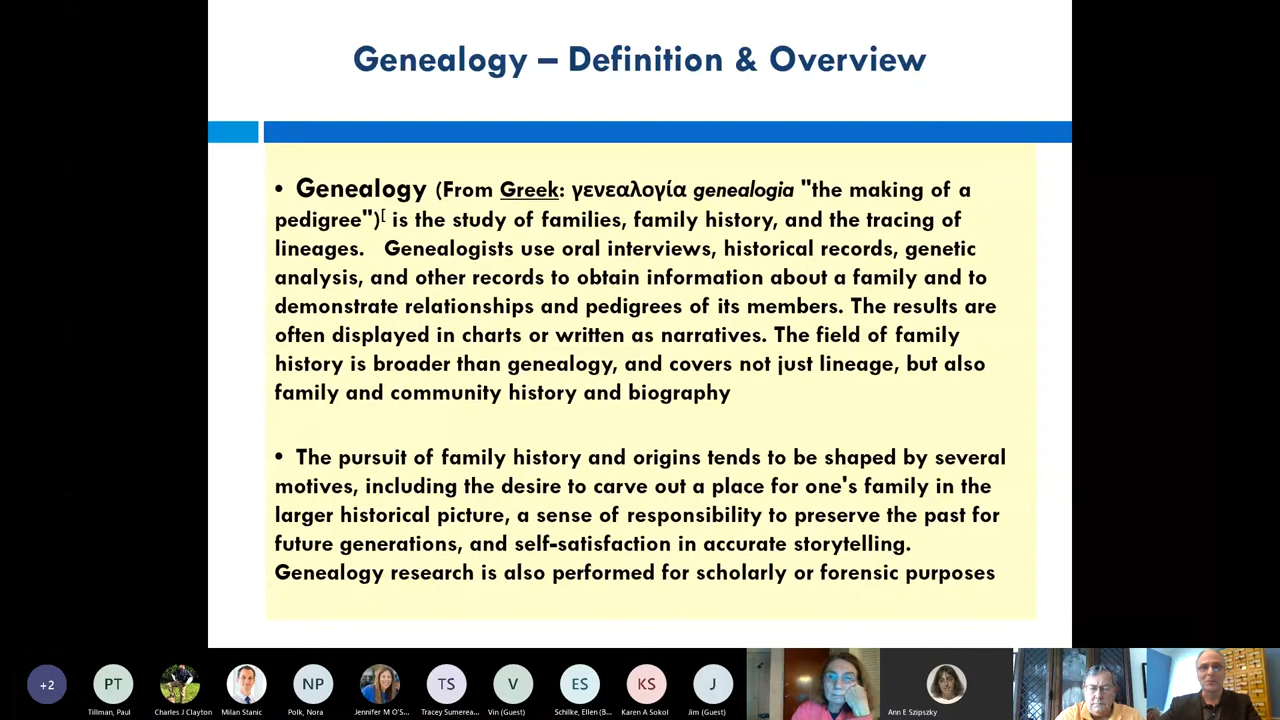 Genealogy – Definition & Overview
• Genealogy (From Greek: γενεαλογία genealogia "the making of a
pedigree")[ is the study of families, family history, and the tracing of
lineages. Genealogists use oral interviews, historical records, genetic
analysis, and other records to obtain information about a family and to
demonstrate relationships and pedigrees of its members. The results are
often displayed in charts or written as narratives. The field of family
history is broader than genealogy, and covers not just lineage, but also
family and community history and biography
• The pursuit of family history and origins tends to be shaped by several
motives, including the desire to carve out a place for one's family in the
larger historical picture, a sense of responsibility to preserve the past for
future generations, and self-satisfaction in accurate storytelling.
Genealogy research is also performed for scholarly or forensic purposes
+2 PT NP TS V ES KS J
Tillman, Paul Charles J Clayton Milan Stanic Polk, Nora Jennifer M O'S... Tracey Sumerea... Vin (Guest) Schilke, Ellen (B... Karen A Sokol Jim (Guest) Ann E Szipszky